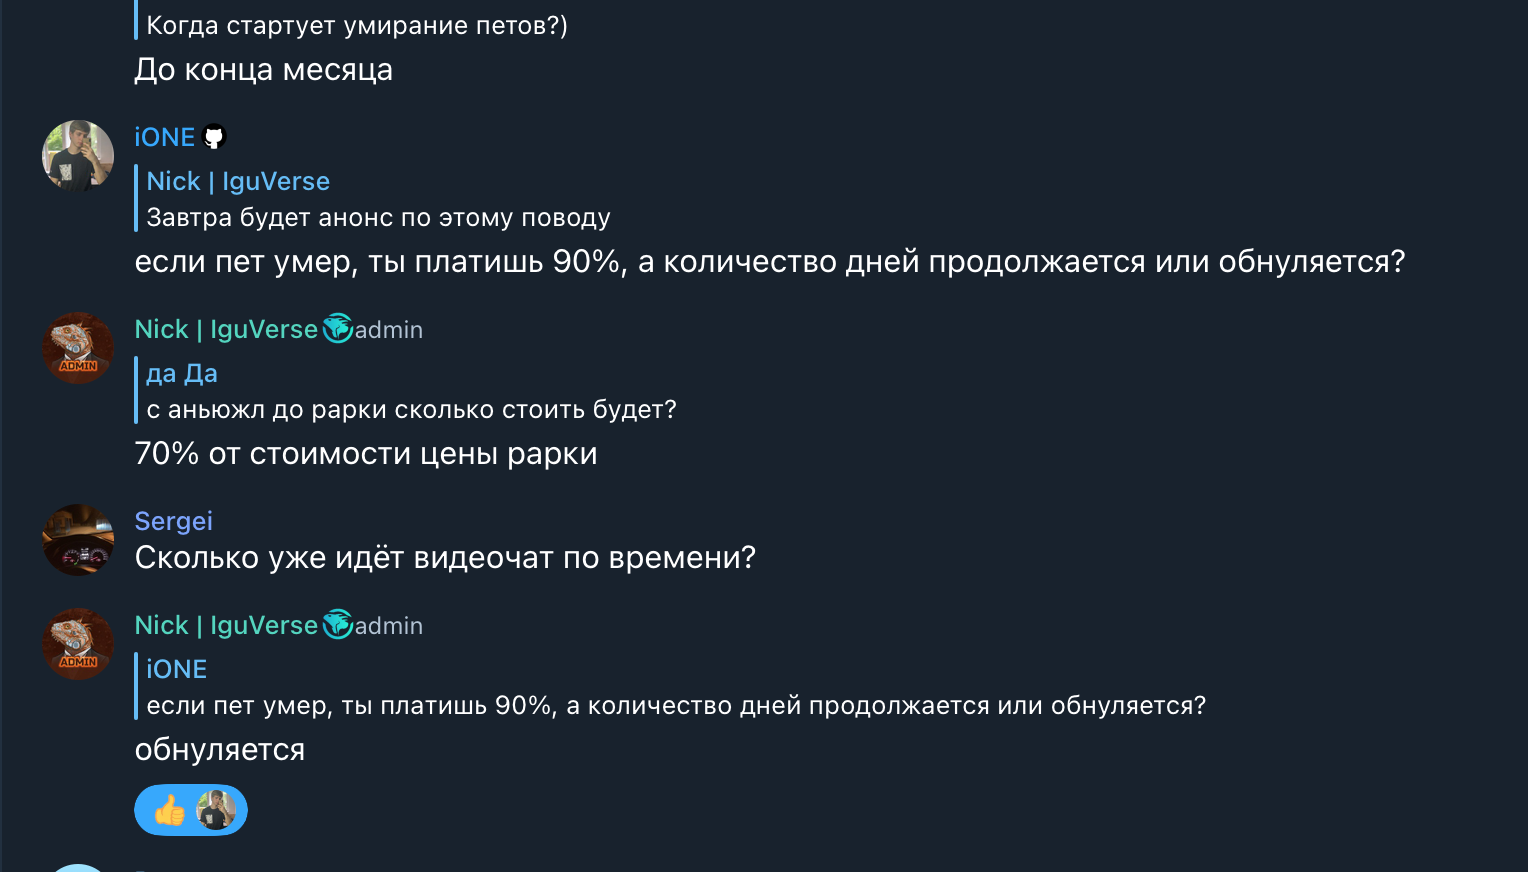 Когда стартует умирание петов?)
До конца месяца
iONE
Nick | IguVerse
Завтра будет анонс по этому поводу
если пет умер, ты платишь 90%, а количество дней продолжается или обнуляется?
Nick | IguVerse admin
да Да
с аньюжл до рарки сколько стоить будет?
70% от стоимости цены рарки
ADMIN
Sergei
Сколько уже идёт видеочат по времени?
Nick | IguVerse admin
iONE
если пет умер, ты платишь 90%, а количество дней продолжается или обнуляется?
ADMIN
обнуляется